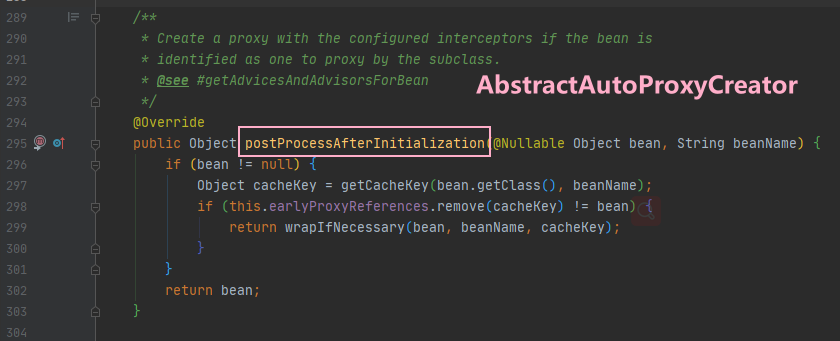 289 /**
290 * Create a proxy with the configured interceptors if the bean is
291 * identified as one to proxy by the subclass.
292 * @see #getAdvicesAndAdvisorsForBean
AbstractAutoProxyCreator
293 */
294 @Override
295 public Object postProcessAfterInitialization(@Nullable Object bean, String beanName) {
296 if (bean != null) {
297 Object cacheKey = getCacheKey(bean.getClass(), beanName);
298 if (this.earlyProxyReferences.remove(cacheKey) != bean) {
299 return wrapIfNecessary(bean, beanName, cacheKey);
300 }
301 }
302 return bean;
303 }
304